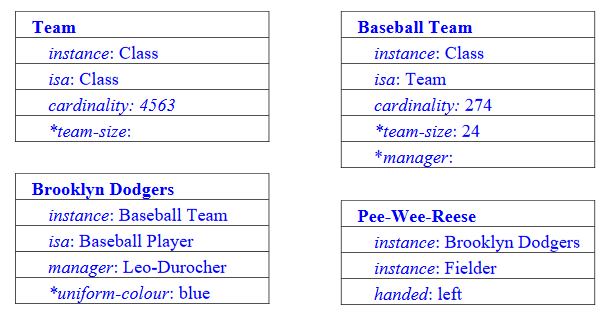 Team
instance: Class
isa: Class
cardinality: 4563
*team-size:
Baseball Team
instance: Class
isa: Team
cardinality: 274
*team-size: 24
*manager:
Brooklyn Dodgers
instance: Baseball Team
isa: Baseball Player
manager: Leo-Durocher
*uniform-colour: blue
Pee-Wee-Reese
instance: Brooklyn Dodgers
instance: Fielder
handed: left